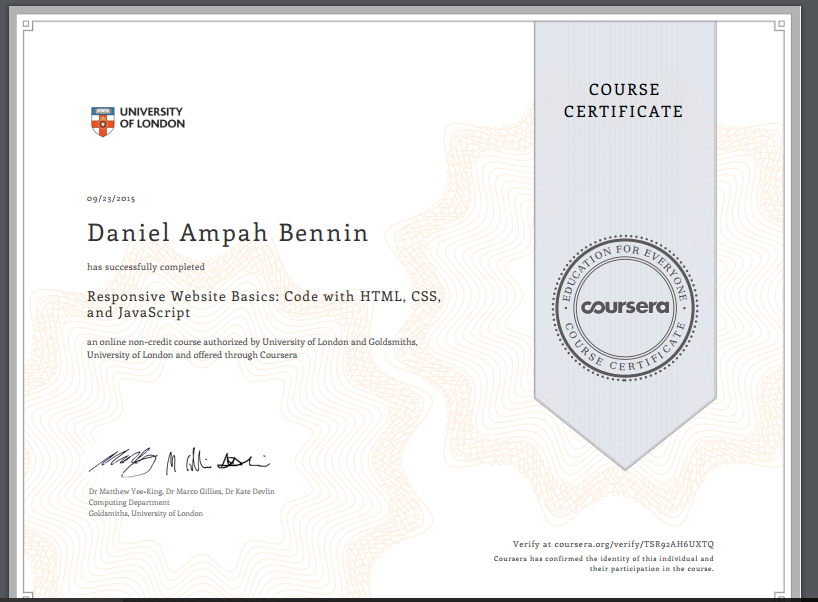 UNIVERSITY
OF LONDON
COURSE
CERTIFICATE
09/23/2015
Daniel Ampah Bennin
has successfully completed
Responsive Website Basics: Code with HTML, CSS,
and JavaScript
an online non-credit course authorized by University of London and Goldsmiths,
University of London and offered through Coursera
EDUCATION FOR EVERYONE
coursera
COURSE CERTIFICATE
Dr Matthew Yee-King, Dr Marco Gillies, Dr Kate Devlin
Computing Department
Goldsmiths, University of London
Verify at coursera.org/verify/TSR92AH6UXTQ
Coursera has confirmed the identity of this individual and
their participation in the course.